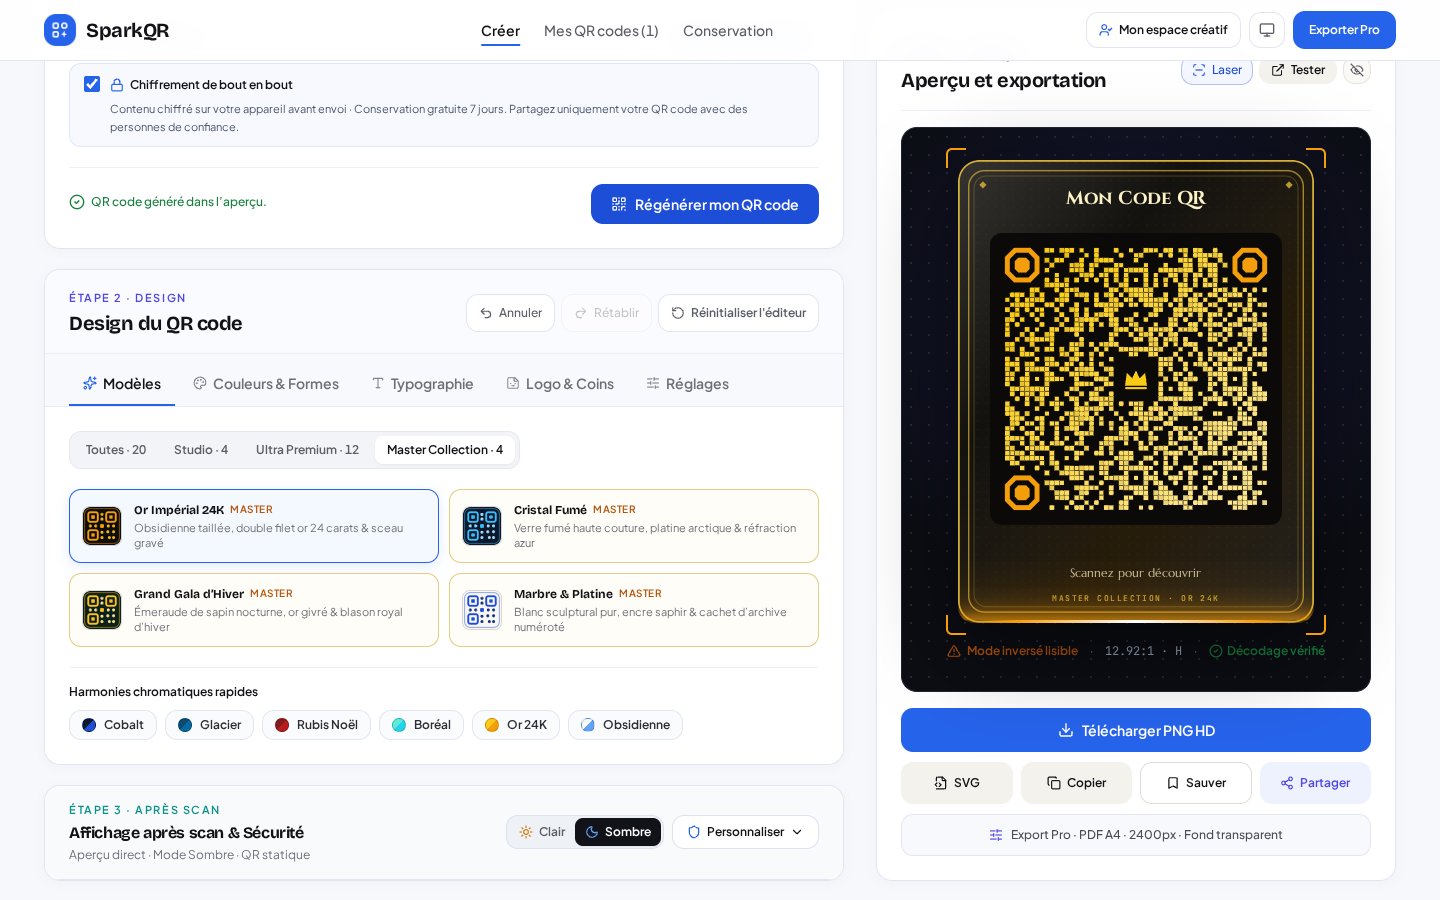 SparkQR
Créer
Mes QR codes (1)
Conservation
Mon espace créatif
Exporter Pro
Chiffrement de bout en bout
Contenu chiffré sur votre appareil avant envoi · Conservation gratuite 7 jours. Partagez uniquement votre QR code avec des
personnes de confiance.
QR code généré dans l'aperçu.
Régénérer mon QR code
ÉTAPE 2 · DESIGN
Design du QR code
Annuler
Rétablir
Réinitialiser l'éditeur
Modèles
Couleurs & Formes
Typographie
Logo & Coins
Réglages
Toutes · 20
Studio · 4
Ultra Premium · 12
Master Collection · 4
Or Impérial 24K MASTER
Obsidienne taillée, double filet or 24 carats & sceau
gravé
Cristal Fumé MASTER
Verre fumé haute couture, platine arctique & réfraction
azur
Grand Gala d'Hiver MASTER
Émeraude de sapin nocturne, or givré & blason royal
d'hiver
Marbre & Platine MASTER
Blanc sculptural pur, encre saphir & cachet d'archive
numéroté
Harmonies chromatiques rapides
Cobalt
Glacier
Rubis Noël
Boréal
Or 24K
Obsidienne
ÉTAPE 3 · APRÈS SCAN
Affichage après scan & Sécurité
Aperçu direct · Mode Sombre · QR statique
Clair
Sombre
Personnaliser
Aperçu et exportation
Laser
Tester
Mon Code QR
Scannez pour découvrir
MASTER COLLECTION · OR 24K
Mode inversé lisible · 12.92:1 · H · Décodage vérifié
Télécharger PNG HD
SVG
Copier
Sauver
Partager
Export Pro · PDF A4 · 2400px · Fond transparent